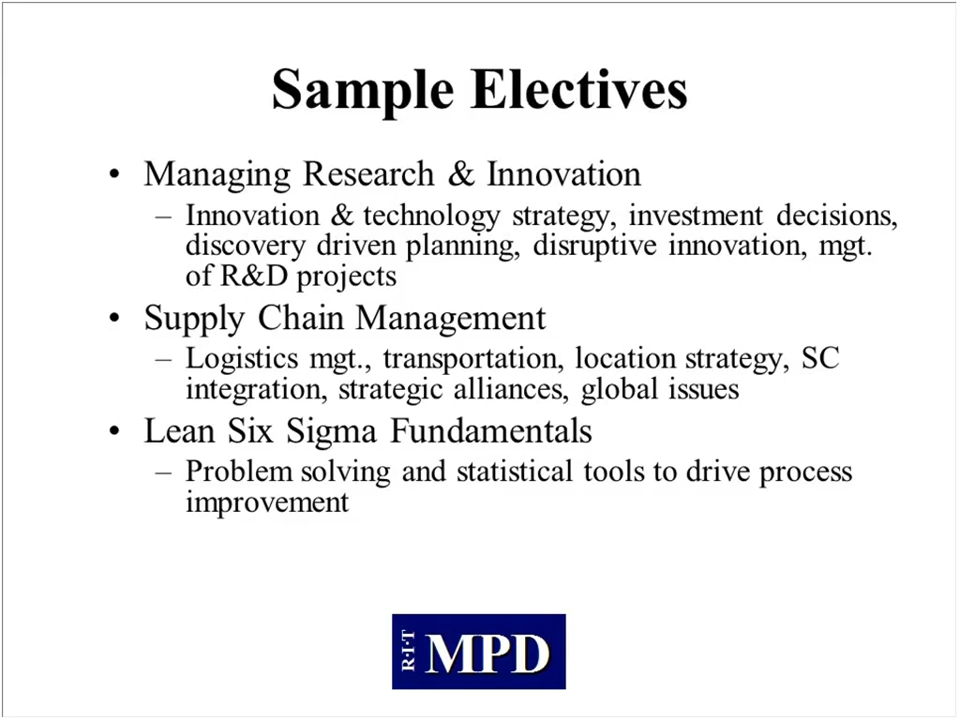 Sample Electives
• Managing Research & Innovation
– Innovation & technology strategy, investment decisions,
discovery driven planning, disruptive innovation, mgt.
of R&D projects
• Supply Chain Management
– Logistics mgt., transportation, location strategy, SC
integration, strategic alliances, global issues
• Lean Six Sigma Fundamentals
– Problem solving and statistical tools to drive process
improvement
R·I·T MPD